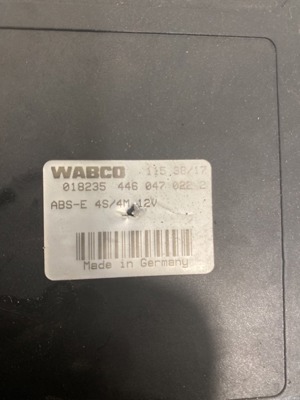 WABCO
018235 446 047 022 2
ABS-E 4S/4M 12V
Made in Germany